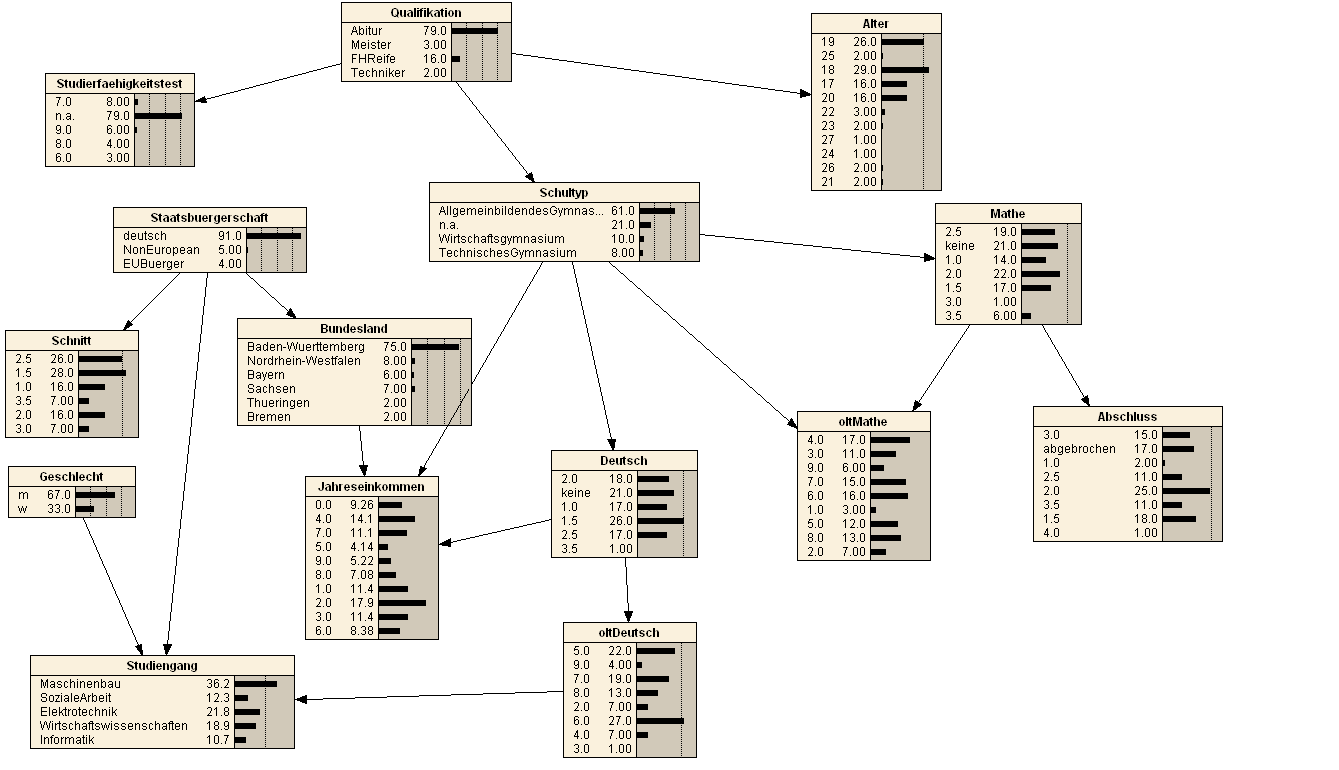 Qualifikation
Abitur 79.0
Meister 3.00
FHReife 16.0
Techniker 2.00
Alter
19 26.0
25 2.00
18 29.0
17 16.0
20 16.0
22 3.00
23 2.00
27 1.00
24 1.00
26 2.00
21 2.00
Studierfaehigkeitstest
7.0 8.00
n.a. 79.0
9.0 6.00
8.0 4.00
6.0 3.00
Schultyp
AllgemeinbildendesGymnas... 61.0
n.a. 21.0
Wirtschaftsgymnasium 10.0
TechnischesGymnasium 8.00
Staatsbuergerschaft
deutsch 91.0
NonEuropean 5.00
EUBuerger 4.00
Mathe
2.5 19.0
keine 21.0
1.0 14.0
2.0 22.0
1.5 17.0
3.0 1.00
3.5 6.00
Schnitt
2.5 26.0
1.5 28.0
1.0 16.0
3.5 7.00
2.0 16.0
3.0 7.00
Bundesland
Baden-Wuerttemberg 75.0
Nordrhein-Westfalen 8.00
Bayern 6.00
Sachsen 7.00
Thueringen 2.00
Bremen 2.00
oltMathe
4.0 17.0
3.0 11.0
9.0 6.00
7.0 15.0
6.0 16.0
1.0 3.00
5.0 12.0
8.0 13.0
2.0 7.00
Abschluss
3.0 15.0
abgebrochen 17.0
1.0 2.00
2.5 11.0
2.0 25.0
3.5 11.0
1.5 18.0
4.0 1.00
Geschlecht
m 67.0
w 33.0
Jahreseinkommen
0.0 9.26
4.0 14.1
7.0 11.1
5.0 4.14
9.0 5.22
8.0 7.08
1.0 11.4
2.0 17.9
3.0 11.4
6.0 8.38
Deutsch
2.0 18.0
keine 21.0
1.0 17.0
1.5 26.0
2.5 17.0
3.5 1.00
oltDeutsch
5.0 22.0
9.0 4.00
7.0 19.0
8.0 13.0
2.0 7.00
6.0 27.0
4.0 7.00
3.0 1.00
Studiengang
Maschinenbau 36.2
SozialeArbeit 12.3
Elektrotechnik 21.8
Wirtschaftswissenschaften 18.9
Informatik 10.7